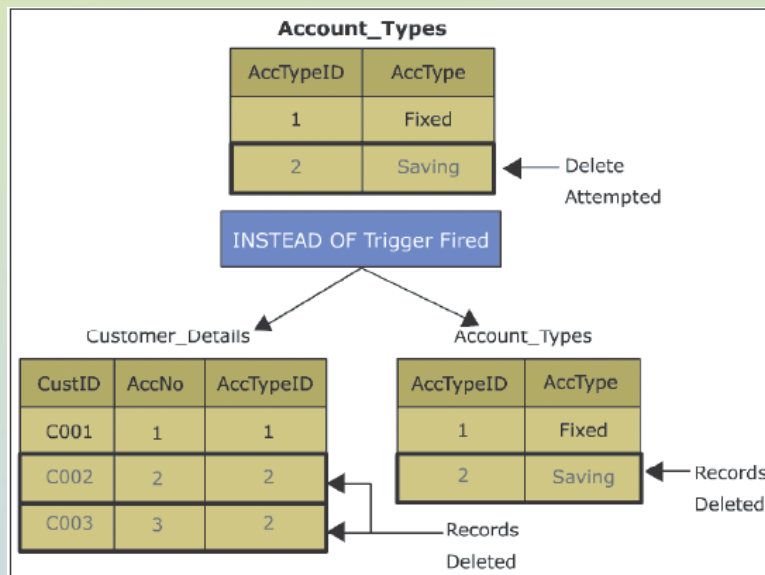 Account_Types
AccTypeID AccType
1 Fixed
2 Saving
Delete
Attempted
INSTEAD OF Trigger Fired
Customer_Details
CustID AccNo AccTypeID
C001 1 1
C002 2 2
C003 3 2
Records
Deleted
Account_Types
AccTypeID AccType
1 Fixed
2 Saving
Records
Deleted